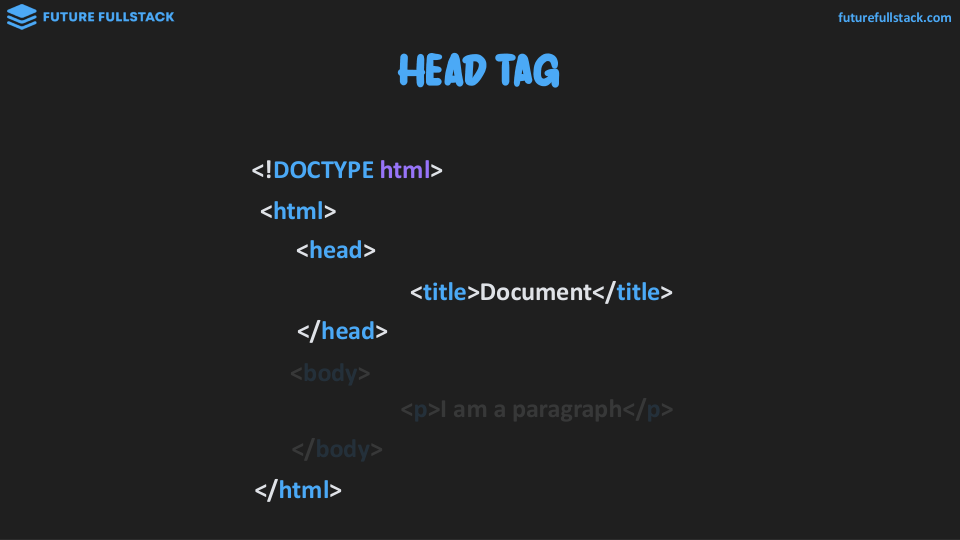 FUTURE FULLSTACK
futurefullstack.com
HEAD TAG
<!DOCTYPE html>
<html>
<head>
<title>Document</title>
</head>
<body>
<p>I am a paragraph</p>
</body>
</html>